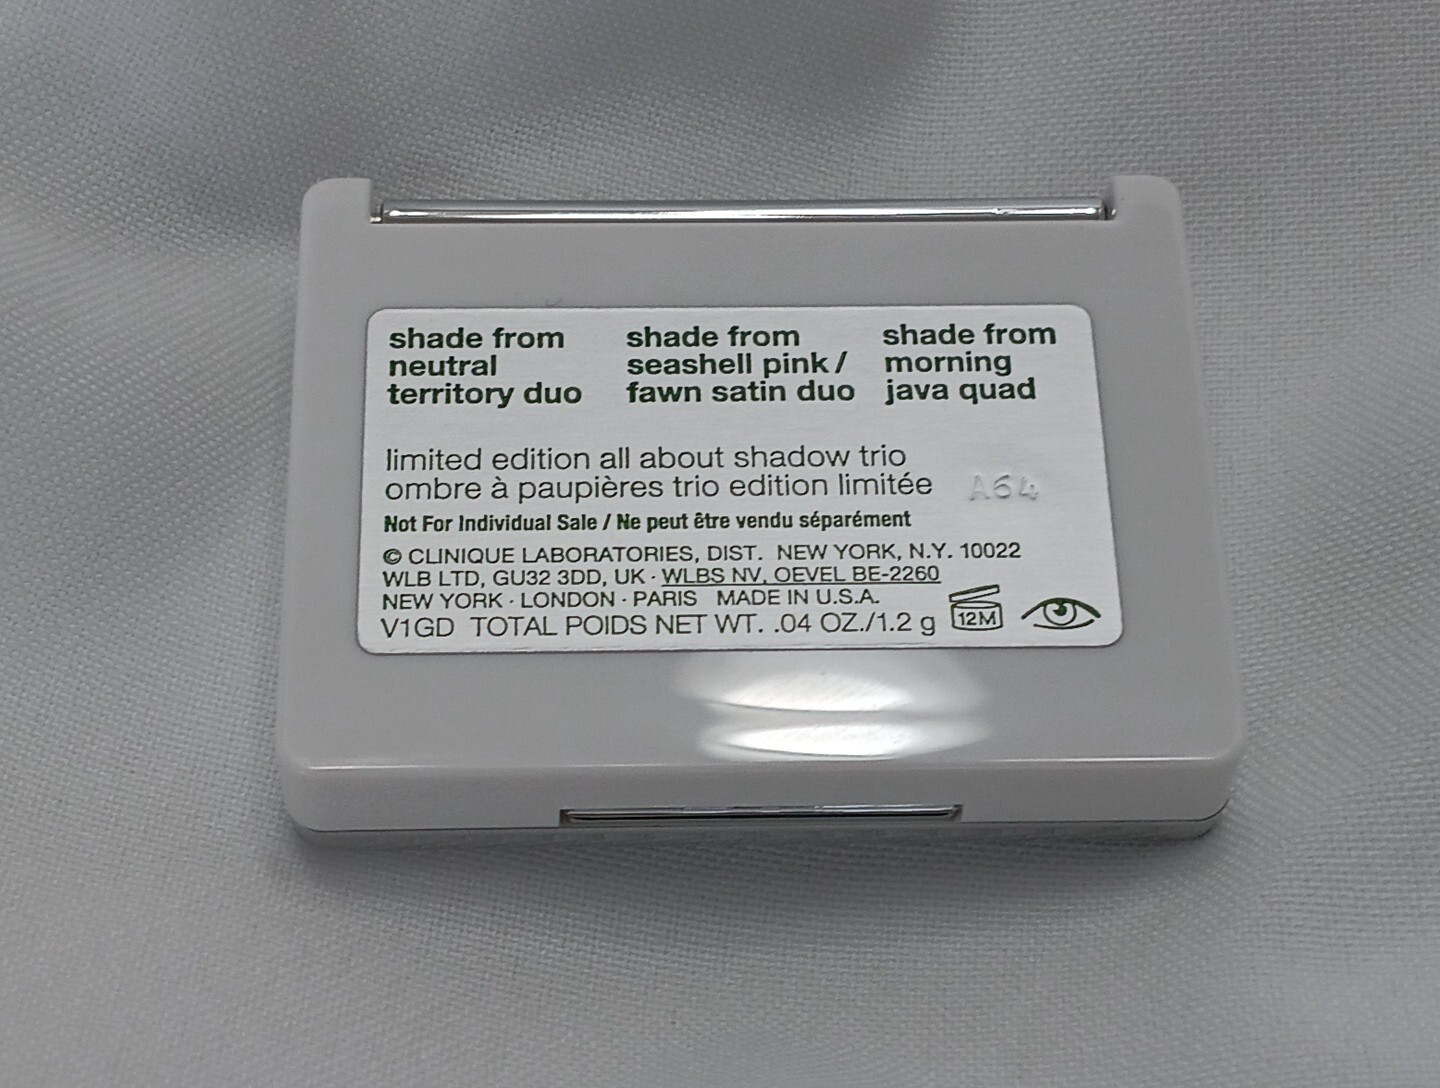 shade from
neutral
territory duo
shade from
seashell pink /
fawn satin duo
shade from
morning
java quad
limited edition all about shadow trio
ombre à paupières trio edition limitée
A64
Not For Individual Sale / Ne peut être vendu séparément
© CLINIQUE LABORATORIES, DIST. NEW YORK, N.Y. 10022
WLB LTD, GU32 3DD, UK · WLBS NV, OEVEL BE-2260
NEW YORK · LONDON · PARIS MADE IN U.S.A.
V1GD TOTAL POIDS NET WT. .04 OZ./1.2 g
12M